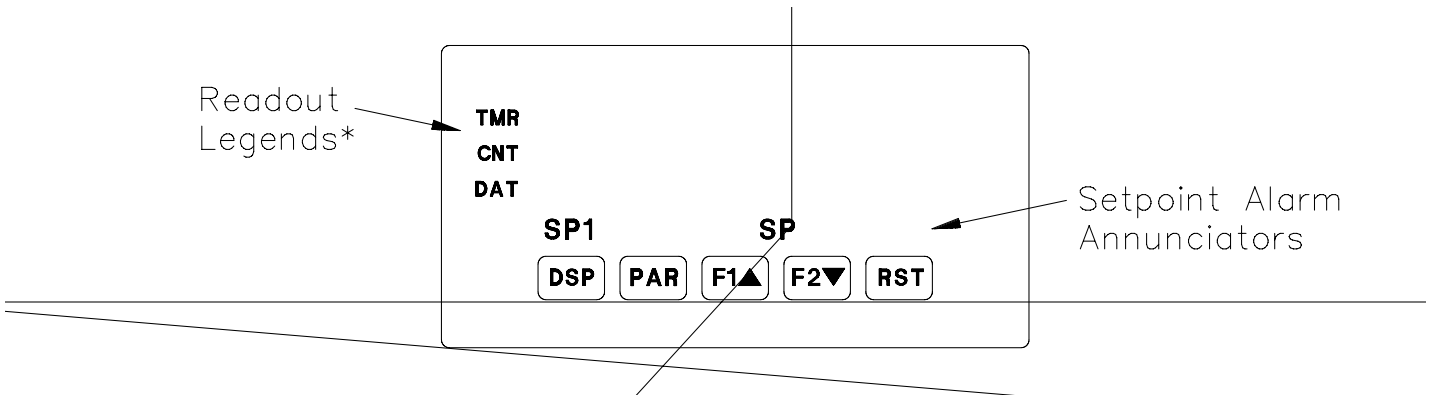 Readout
Legends*
TMR
CNT
DAT
Setpoint Alarm
Annunciators
SP1 SP
DSP PAR F1▲ F2▼ RST